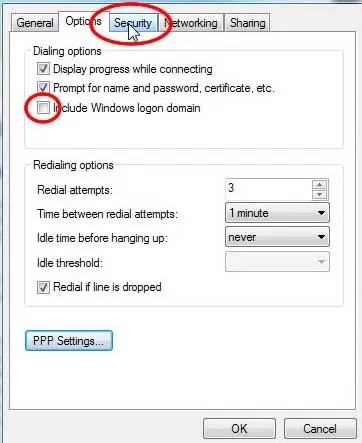 General Options Security Networking Sharing
Dialing options
Display progress while connecting
Prompt for name and password, certificate, etc.
Include Windows logon domain
Redialing options
Redial attempts: 3
Time between redial attempts: 1 minute
Idle time before hanging up: never
Idle threshold:
Redial if line is dropped
PPP Settings...
OK Cancel